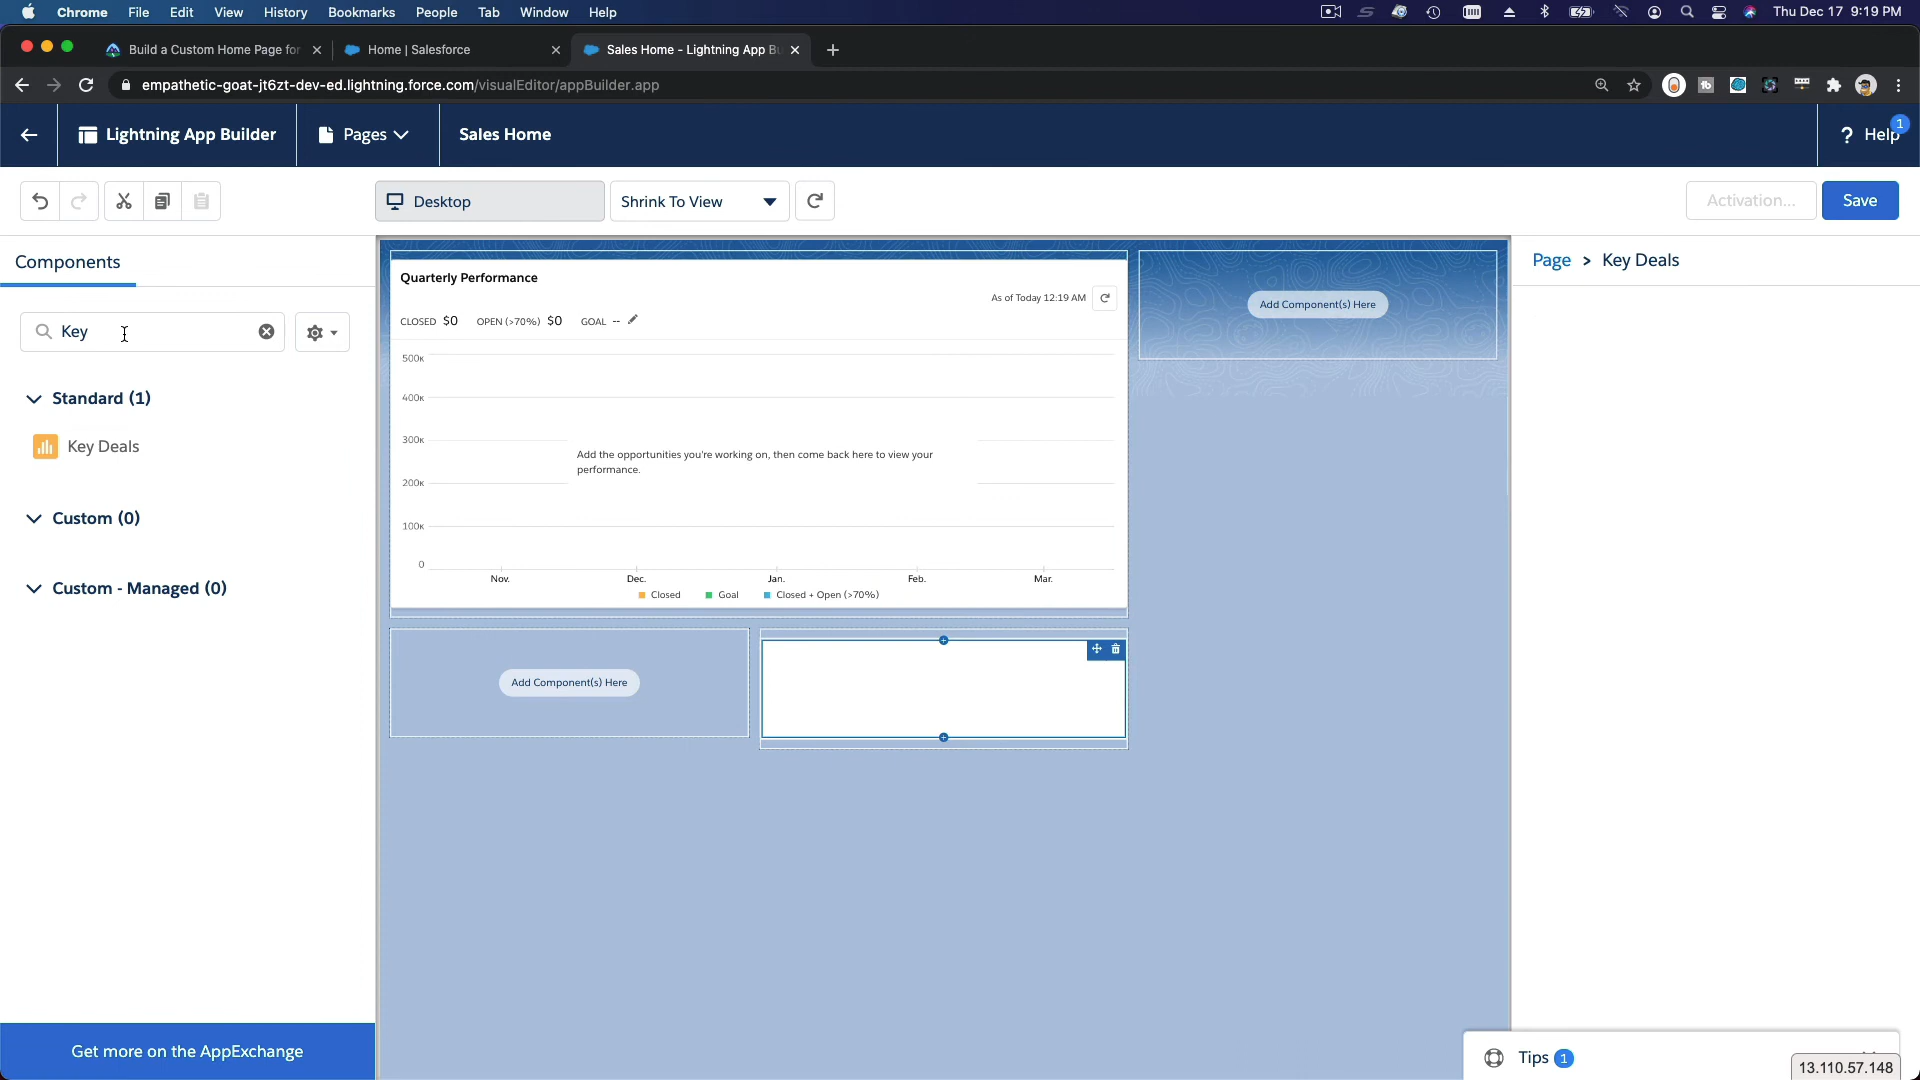 Chrome File Edit View History Bookmarks People Tab Window Help Thu Dec 17 9:19 PM
Build a Custom Home Page for Home | Salesforce Sales Home - Lightning App Bu
empathetic-goat-jt6zt-dev-ed.lightning.force.com/visualEditor/appBuilder.app
Lightning App Builder Pages Sales Home ? Help 1
Desktop Shrink To View Activation... Save
Components
Key
Standard (1)
Key Deals
Custom (0)
Custom - Managed (0)
Get more on the AppExchange
Quarterly Performance
As of Today 12:19 AM
CLOSED $0 OPEN (>70%) $0 GOAL --
500K
400K
300K
200K
100K
0
Add the opportunities you're working on, then come back here to view your
performance.
Nov. Dec. Jan. Feb. Mar.
Closed Goal Closed + Open (>70%)
Add Component(s) Here
Add Component(s) Here
Page > Key Deals
Tips 1
13.110.57.148